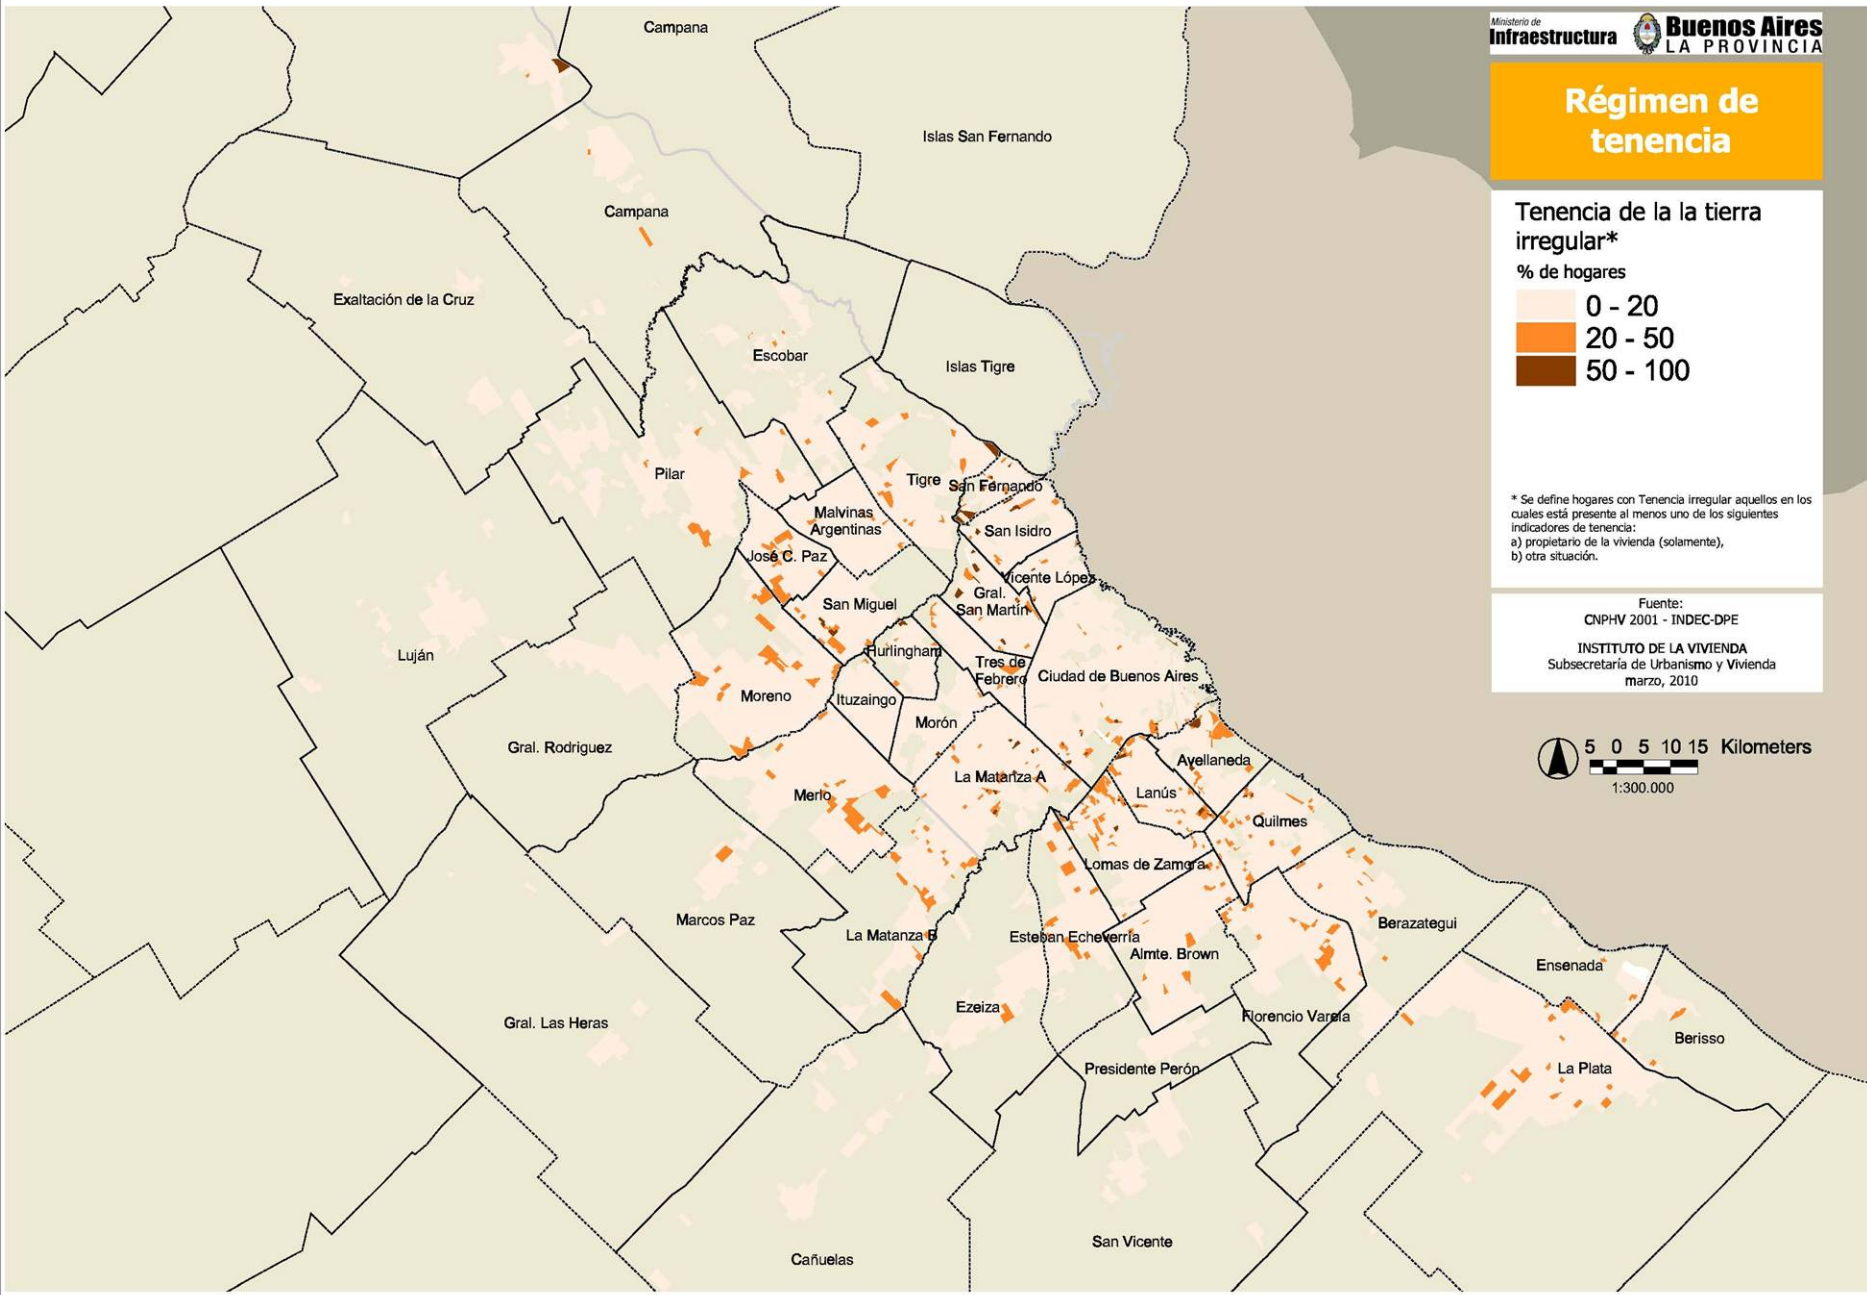 Ministerio de
Infraestructura
Buenos Aires
LA PROVINCIA
Régimen de
tenencia
Tenencia de la la tierra
irregular*
% de hogares
0 - 20
20 - 50
50 - 100
* Se define hogares con Tenencia irregular aquellos en los
cuales está presente al menos uno de los siguientes
indicadores de tenencia:
a) propietario de la vivienda (solamente),
b) otra situación.
Fuente:
CNPHV 2001 - INDEC-DPE
INSTITUTO DE LA VIVIENDA
Subsecretaría de Urbanismo y Vivienda
marzo, 2010
5 0 5 10 15 Kilometers
1:300.000
Campana
Islas San Fernando
Campana
Exaltación de la Cruz
Escobar
Islas Tigre
Pilar
Tigre
San Fernando
Malvinas
Argentinas
San Isidro
José C. Paz
Vicente López
Gral.
San Martín
San Miguel
Hurlingham
Luján
Tres de
Febrero
Ciudad de Buenos Aires
Moreno
Ituzaingo
Morón
Gral. Rodriguez
Avellaneda
La Matanza A
Merlo
Lanús
Quilmes
Lomas de Zamora
Marcos Paz
Berazategui
La Matanza B
Esteban Echeverría
Almte. Brown
Ensenada
Ezeiza
Florencio Varela
Gral. Las Heras
Berisso
Presidente Perón
La Plata
San Vicente
Cañuelas